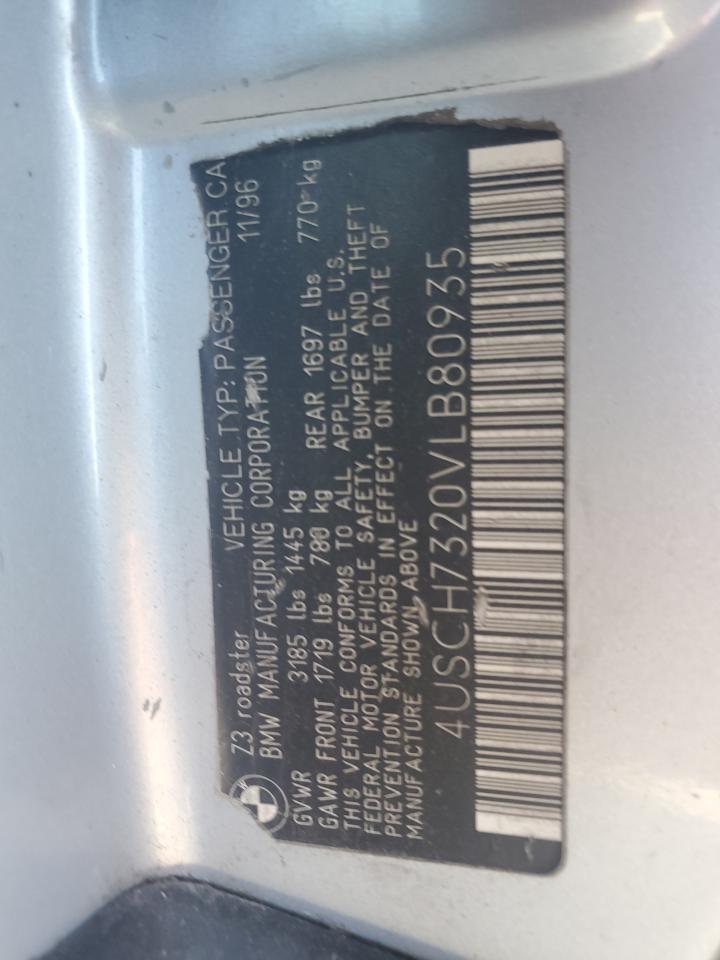 Z3 roadster VEHICLE TYP: PASSENGER CA
BMW MANUFACTURING CORPORATION 11/96
GVWR 3185 lbs 1445 kg
GAWR FRONT 1719 lbs 780 kg REAR 1697 lbs 770 kg
THIS VEHICLE CONFORMS TO ALL APPLICABLE U.S.
FEDERAL MOTOR VEHICLE SAFETY, BUMPER AND THEFT
PREVENTION STANDARDS IN EFFECT ON THE DATE OF
MANUFACTURE SHOWN ABOVE
4USCH7320VLB80935